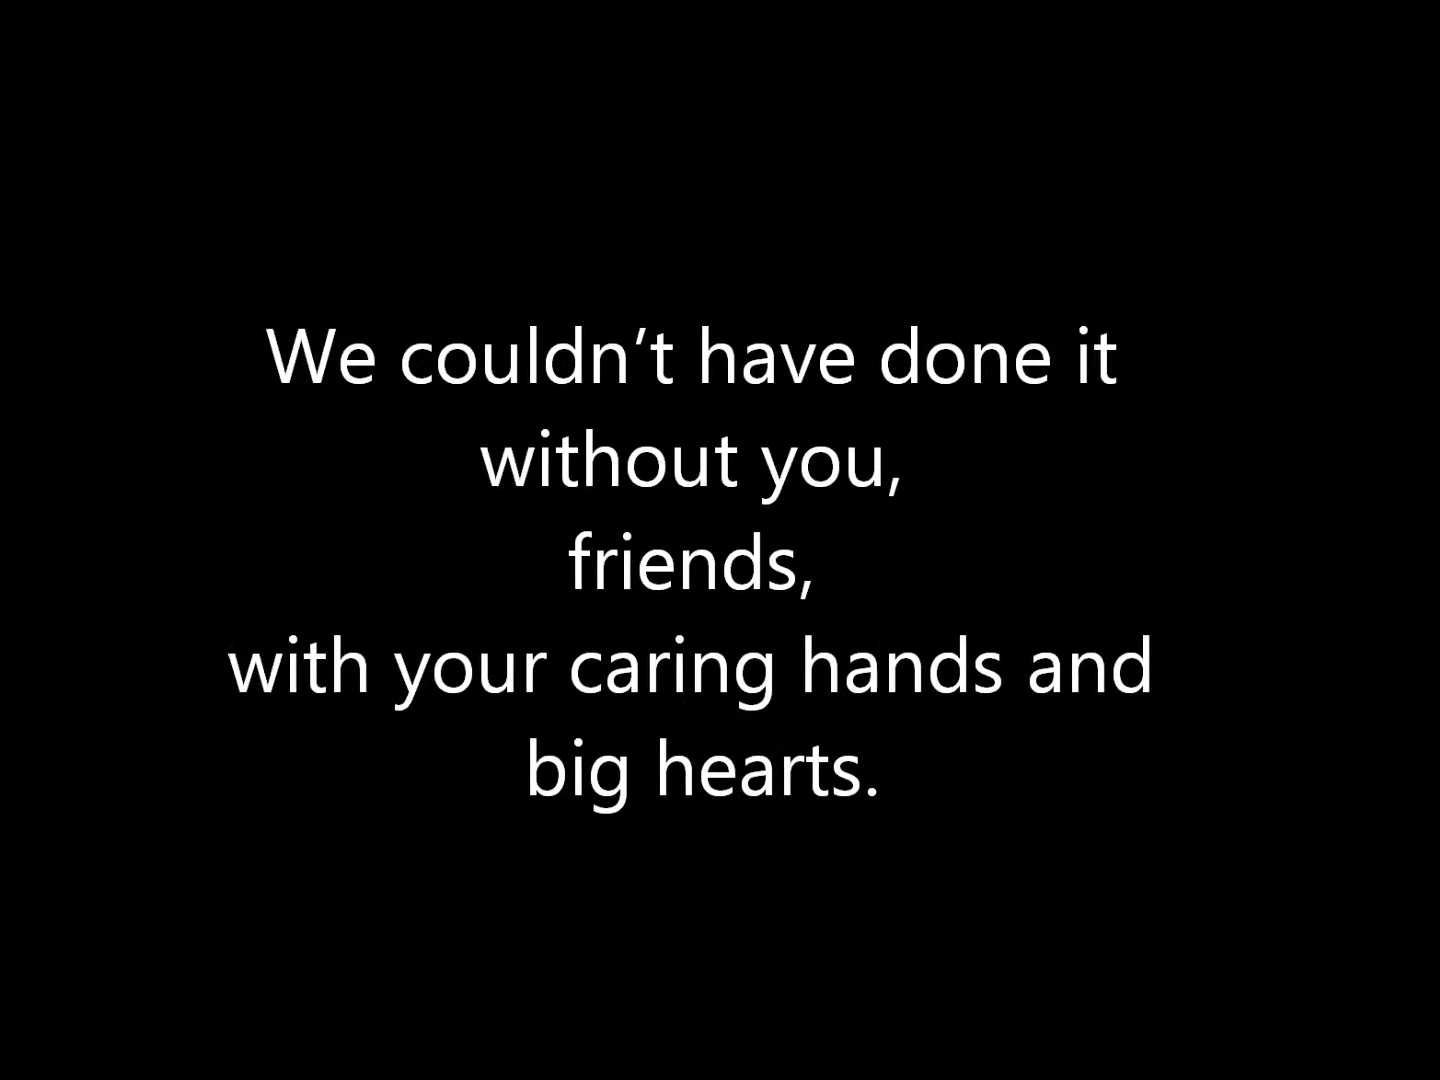 We couldn’t have done it
without you,
friends,
with your caring hands and
big hearts.